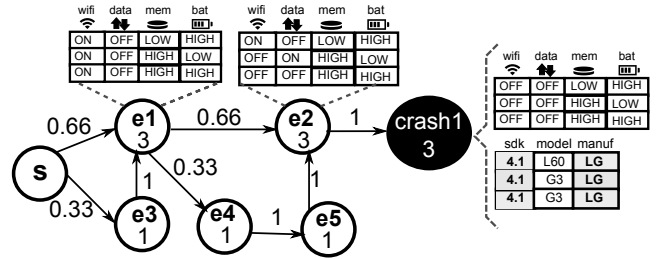 wifi data mem bat
ON OFF LOW HIGH
ON OFF HIGH LOW
ON OFF HIGH HIGH
wifi data mem bat
ON OFF LOW HIGH
OFF ON HIGH LOW
OFF OFF HIGH HIGH
wifi data mem bat
OFF OFF LOW HIGH
OFF OFF HIGH LOW
OFF OFF HIGH HIGH
sdk model manuf
4.1 L60 LG
4.1 G3 LG
4.1 G3 LG
s
0.66
0.33
e1
3
0.66
e2
3
1
crash1
3
1
0.33
1
1
e3
1
e4
1
e5
1